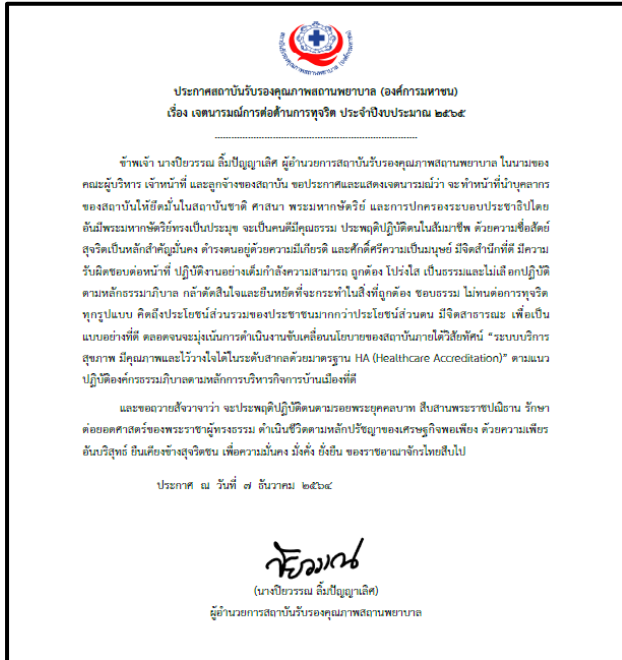 ประกาศสถาบันรับรองคุณภาพสถานพยาบาล (องค์การมหาชน)
เรื่อง เจตนารมณ์การต่อต้านการทุจริต ประจำปีงบประมาณ ๒๕๖๕
ข้าพเจ้า นางปิยวรรณ ลิ้มปัญญาเลิศ ผู้อำนวยการสถาบันรับรองคุณภาพสถานพยาบาล ในนามของ
คณะผู้บริหาร เจ้าหน้าที่ และลูกจ้างของสถาบัน ขอประกาศและแสดงเจตนารมณ์ว่า จะทำหน้าที่นำบุคลากร
ของสถาบันให้ยึดมั่นในสถาบันชาติ ศาสนา พระมหากษัตริย์ และการปกครองระบอบประชาธิปไตย
อันมีพระมหากษัตริย์ทรงเป็นประมุข จะเป็นคนดีมีคุณธรรม ประพฤติปฏิบัติตนในสัมมาชีพ ด้วยความซื่อสัตย์
สุจริตเป็นหลักสำคัญมั่นคง ดำรงตนอยู่ด้วยความมีเกียรติ และศักดิ์ศรีความเป็นมนุษย์ มีจิตสำนึกที่ดี มีความ
รับผิดชอบต่อหน้าที่ ปฏิบัติงานอย่างเต็มกำลังความสามารถ ถูกต้อง โปร่งใส เป็นธรรมและไม่เลือกปฏิบัติ
ตามหลักธรรมาภิบาล กล้าตัดสินใจและยืนหยัดที่จะกระทำในสิ่งที่ถูกต้อง ชอบธรรม ไม่ทนต่อการทุจริต
ทุกรูปแบบ คิดถึงประโยชน์ส่วนรวมของประชาชนมากกว่าประโยชน์ส่วนตน มีจิตสาธารณะ เพื่อเป็น
แบบอย่างที่ดี ตลอดจนจะมุ่งเน้นการดำเนินงานขับเคลื่อนนโยบายของสถาบันภายใต้วิสัยทัศน์ “ระบบบริการ
สุขภาพ มีคุณภาพและไว้วางใจได้ในระดับสากลด้วยมาตรฐาน HA (Healthcare Accreditation)” ตามแนว
ปฏิบัติองค์กรธรรมภิบาลตามหลักการบริหารกิจการบ้านเมืองที่ดี
และขอถวายสัจวาจาว่า จะประพฤติปฏิบัติตนตามรอยพระยุคลบาท สืบสานพระราชปณิธาน รักษา
ต่อยอดศาสตร์ของพระราชาผู้ทรงธรรม ดำเนินชีวิตตามหลักปรัชญาของเศรษฐกิจพอเพียง ด้วยความเพียร
อันบริสุทธิ์ ยืนเคียงข้างสุจริตชน เพื่อความมั่นคง มั่งคั่ง ยั่งยืน ของราชอาณาจักรไทยสืบไป
ประกาศ ณ วันที่ ๗ ธันวาคม ๒๕๖๔
(นางปิยวรรณ ลิ้มปัญญาเลิศ)
ผู้อำนวยการสถาบันรับรองคุณภาพสถานพยาบาล